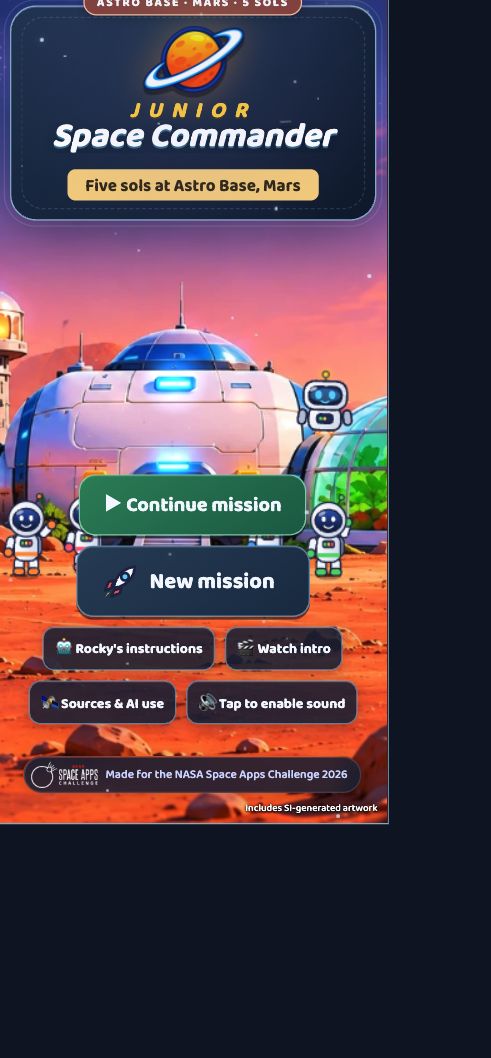 ASTRO BASE · MARS · 5 SOLS
JUNIOR
Space Commander
Five sols at Astro Base, Mars
Continue mission
New mission
Rocky's instructions
Watch intro
Sources & AI use
Tap to enable sound
SPACE APPS
CHALLENGE
Made for the NASA Space Apps Challenge 2026
Includes SI-generated artwork